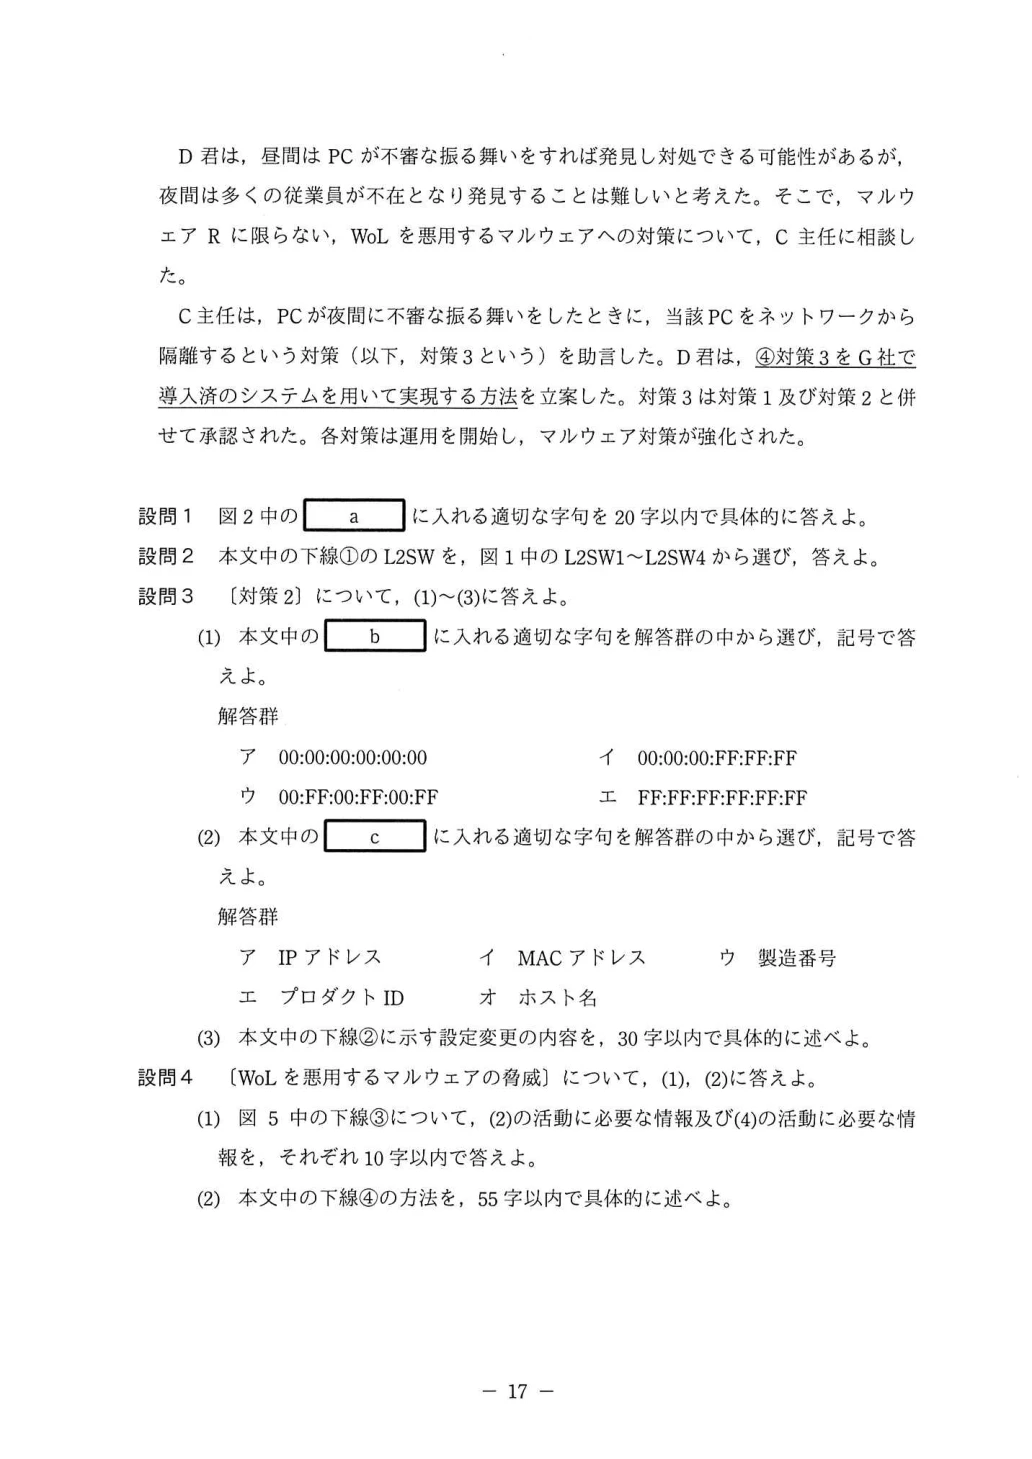 D 君は，昼間は PC が不審な振る舞いをすれば発見し対処できる可能性があるが，
夜間は多くの従業員が不在となり発見することは難しいと考えた。そこで，マルウ
ェア R に限らない，WoL を悪用するマルウェアへの対策について，C 主任に相談し
た。
C 主任は，PC が夜間に不審な振る舞いをしたときに，当該 PC をネットワークから
隔離するという対策（以下，対策 3 という）を助言した。D 君は，④対策 3 を G 社で
導入済のシステムを用いて実現する方法を立案した。対策 3 は対策 1 及び対策 2 と併
せて承認された。各対策は運用を開始し，マルウェア対策が強化された。
設問 1 図 2 中の a に入れる適切な字句を 20 字以内で具体的に答えよ。
設問 2 本文中の下線①の L2SW を，図 1 中の L2SW1～L2SW4 から選び，答えよ。
設問 3 〔対策 2〕について，(1)～(3)に答えよ。
(1) 本文中の b に入れる適切な字句を解答群の中から選び，記号で答
えよ。
解答群
ア 00:00:00:00:00:00 イ 00:00:00:FF:FF:FF
ウ 00:FF:00:FF:00:FF エ FF:FF:FF:FF:FF:FF
(2) 本文中の c に入れる適切な字句を解答群の中から選び，記号で答
えよ。
解答群
ア IP アドレス イ MAC アドレス ウ 製造番号
エ プロダクト ID オ ホスト名
(3) 本文中の下線②に示す設定変更の内容を，30 字以内で具体的に述べよ。
設問 4 〔WoL を悪用するマルウェアの脅威〕について，(1)，(2)に答えよ。
(1) 図 5 中の下線③について，(2)の活動に必要な情報及び(4)の活動に必要な情
報を，それぞれ 10 字以内で答えよ。
(2) 本文中の下線④の方法を，55 字以内で具体的に述べよ。
－ 17 －